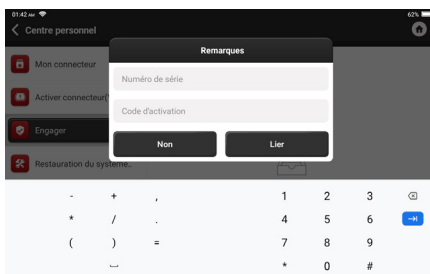 01:42 AM
62%
Centre personnel
Remarques
Mon connecteur
Numéro de série
Activer connecteur(
Code d'activation
Engager
Non
Lier
Restauration du système..
- + , 1 2 3
* / . 4 5 6
( ) = 7 8 9
* 0 #